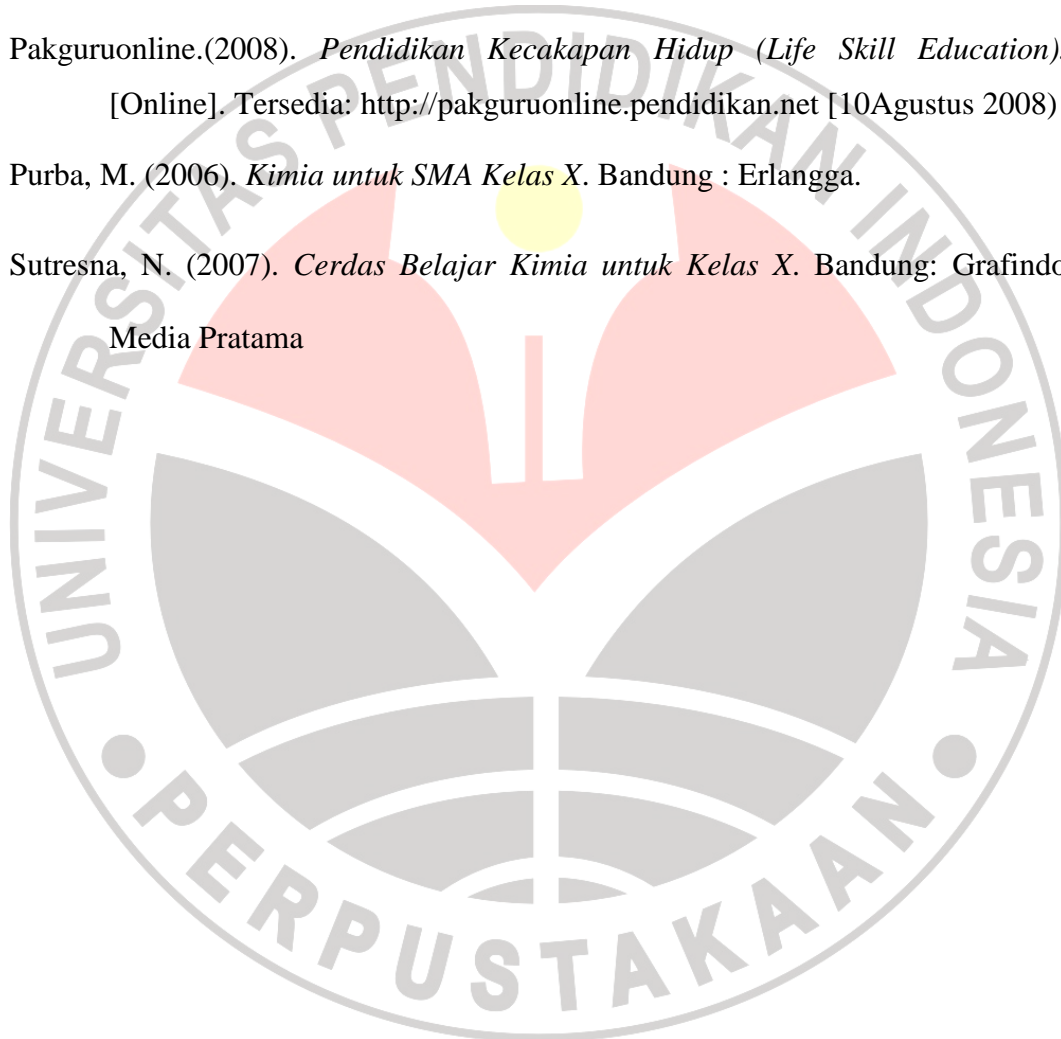 Pakguruonline.(2008). Pendidikan Kecakapan Hidup (Life Skill Education).
[Online]. Tersedia: http://pakguruonline.pendidikan.net [10Agustus 2008)
Purba, M. (2006). Kimia untuk SMA Kelas X. Bandung : Erlangga.
Sutresna, N. (2007). Cerdas Belajar Kimia untuk Kelas X. Bandung: Grafindo
Media Pratama
UNIVERSITAS PENDIDIKAN INDONESIA
PERPUSTAKAAN